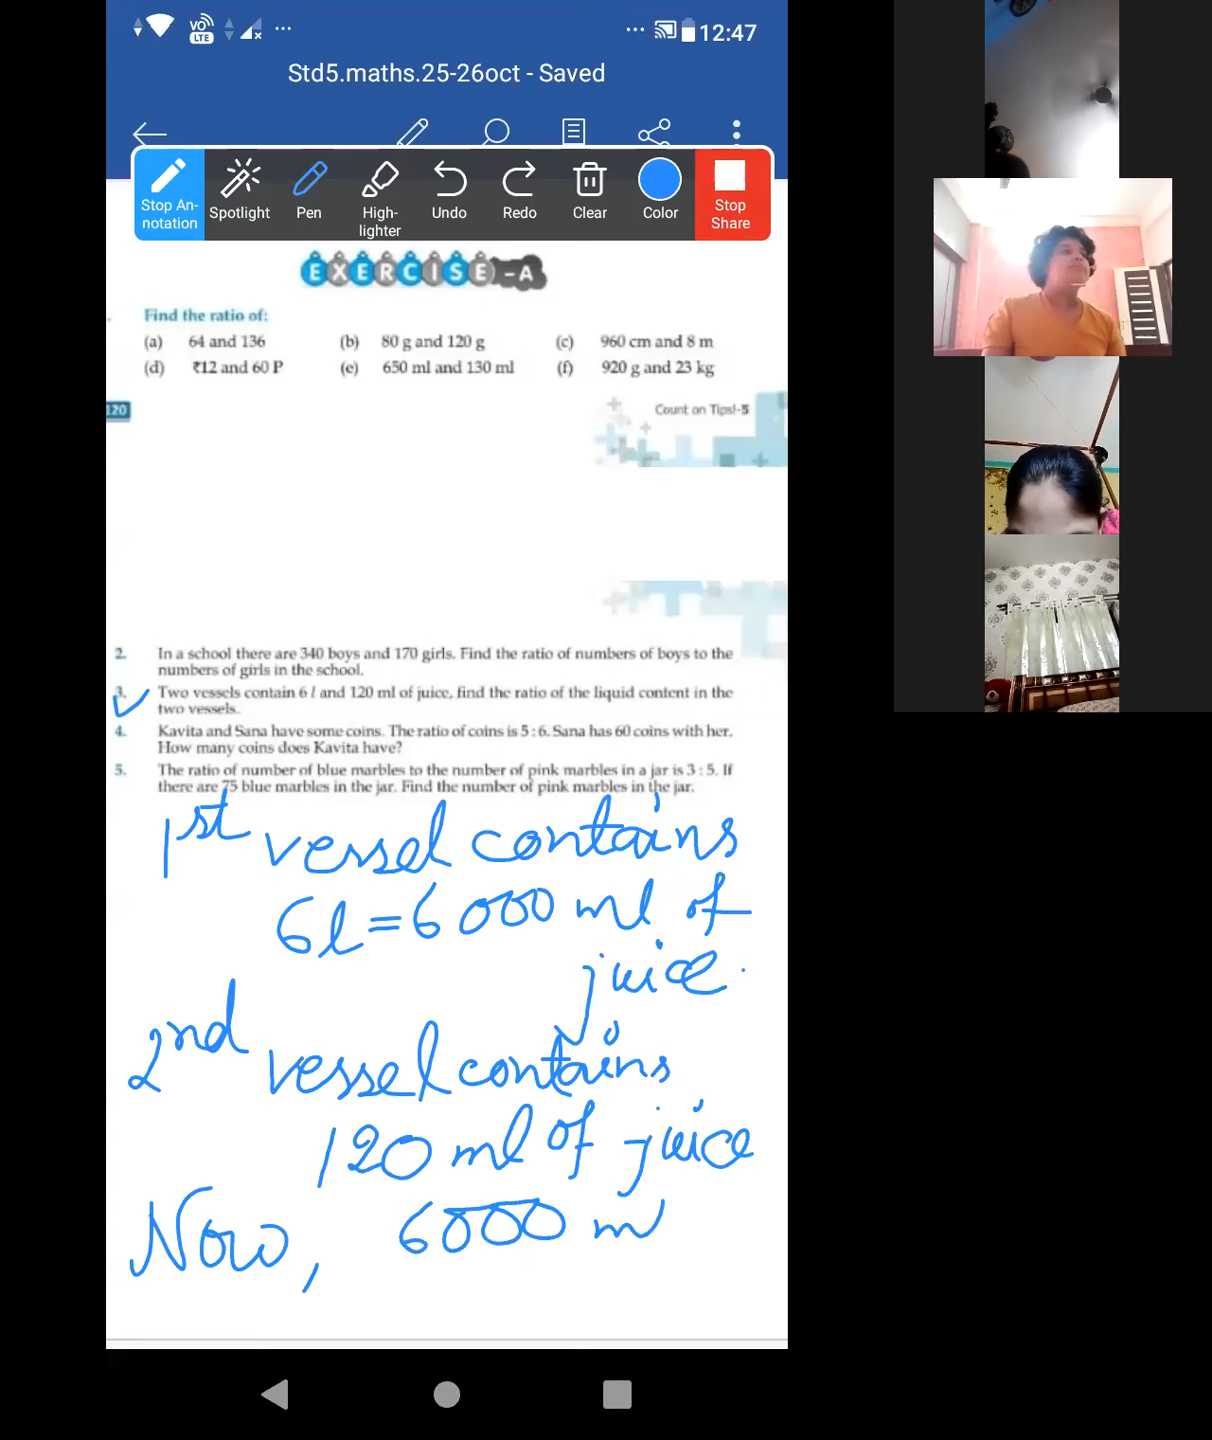 VO LTE ... ... 12:47
Std5.maths.25-26oct - Saved
Stop An-notation Spotlight Pen High-lighter Undo Redo Clear Color Stop Share
EXERCISE-A
Find the ratio of:
(a) 64 and 136 (b) 80 g and 120 g (c) 960 cm and 8 m
(d) ₹12 and 60 P (e) 650 ml and 130 ml (f) 920 g and 23 kg
120 Count on Tips!-5
2. In a school there are 340 boys and 170 girls. Find the ratio of numbers of boys to the
numbers of girls in the school.
3. Two vessels contain 6 l and 120 ml of juice, find the ratio of the liquid content in the
two vessels.
4. Kavita and Sana have some coins. The ratio of coins is 5 : 6. Sana has 60 coins with her.
How many coins does Kavita have?
5. The ratio of number of blue marbles to the number of pink marbles in a jar is 3 : 5. If
there are 75 blue marbles in the jar. Find the number of pink marbles in the jar.
1st vessel contains
6l = 6000 ml of
juice.
2nd vessel contains
120 ml of juice
Now, 6000 m